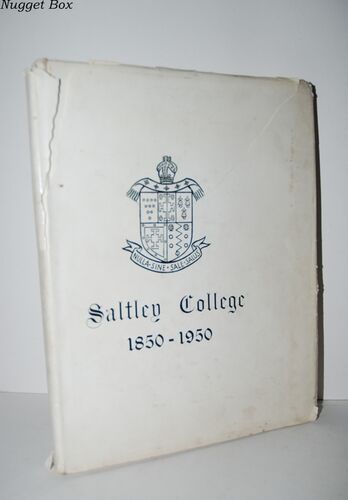 Nugget Box
NULLA·SINE·SALE·SALUS
Saltley College
1850-1950